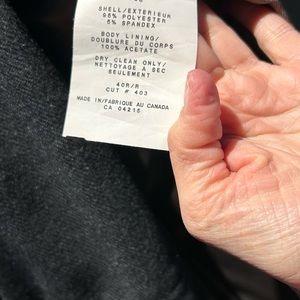 SHELL/EXTERIEUR
95% POLYESTER
5% SPANDEX
BODY LINING/
DOUBLURE DU CORPS
100% ACETATE
DRY CLEAN ONLY/
NETTOYAGE A SEC
SEULEMENT
40R/R
CUT # 403
MADE IN/FABRIQUE AU CANADA
CA 04216